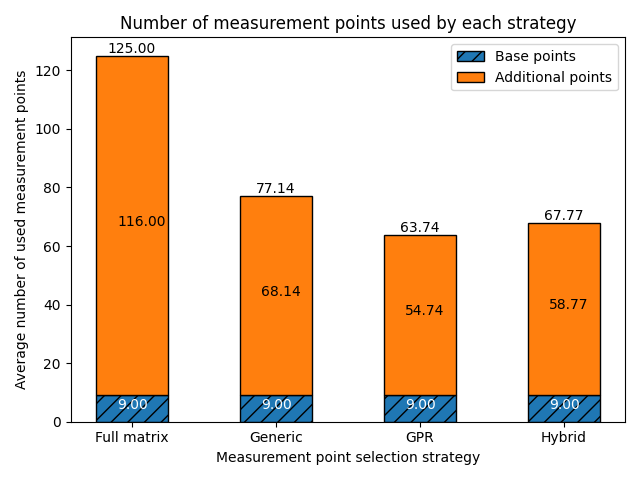 Number of measurement points used by each strategy
Base points
Additional points
Average number of used measurement points
120
100
80
60
40
20
0
125.00
116.00
9.00
77.14
68.14
9.00
63.74
54.74
9.00
67.77
58.77
9.00
Full matrix
Generic
GPR
Hybrid
Measurement point selection strategy